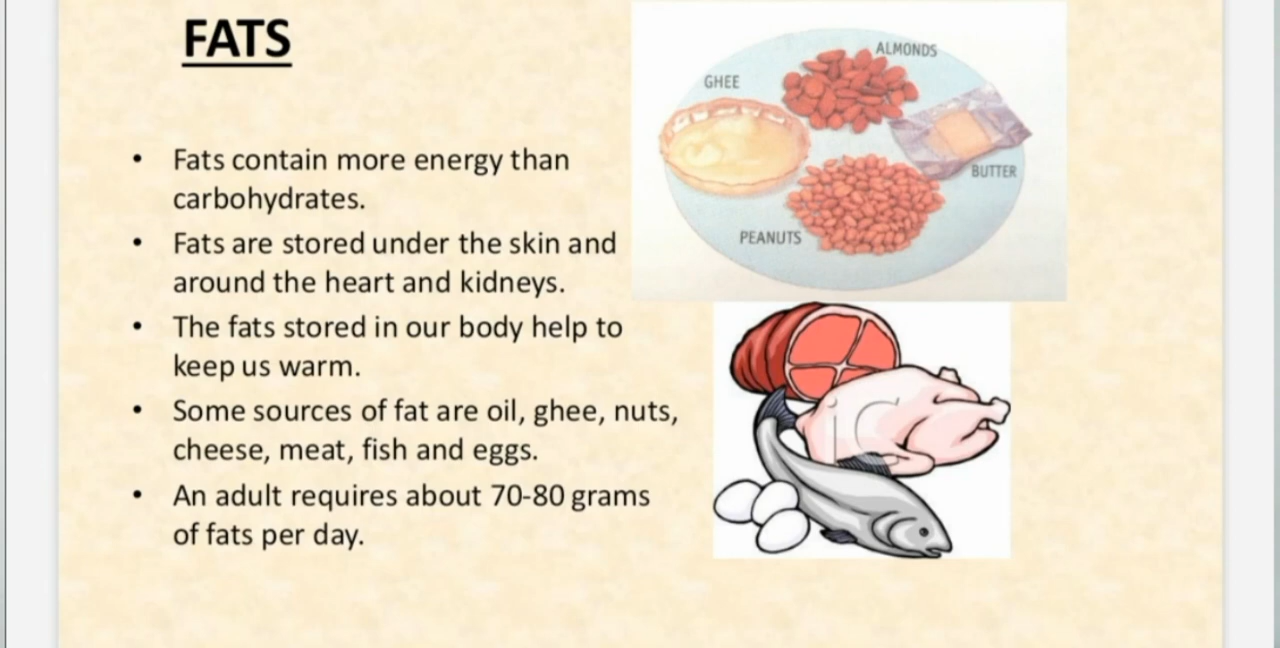 FATS
• Fats contain more energy than
carbohydrates.
• Fats are stored under the skin and
around the heart and kidneys.
• The fats stored in our body help to
keep us warm.
• Some sources of fat are oil, ghee, nuts,
cheese, meat, fish and eggs.
• An adult requires about 70-80 grams
of fats per day.
ALMONDS
GHEE
BUTTER
PEANUTS